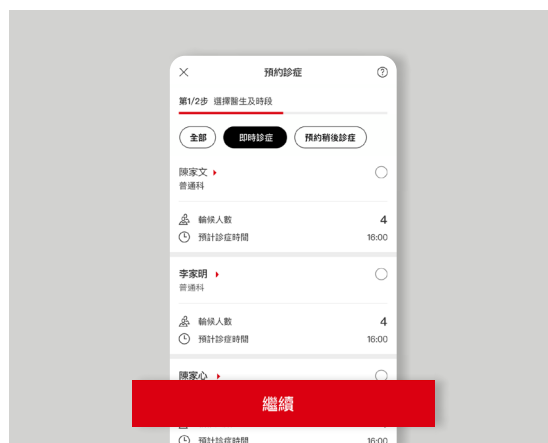 預約診症
第1/2步 選擇醫生及時段
全部 即時診症 預約稍後診症
陳家文
普通科
輪候人數 4
預計診症時間 16:00
李家明
普通科
輪候人數 4
預計診症時間 16:00
陳家心
繼續
預計診症時間 16:00